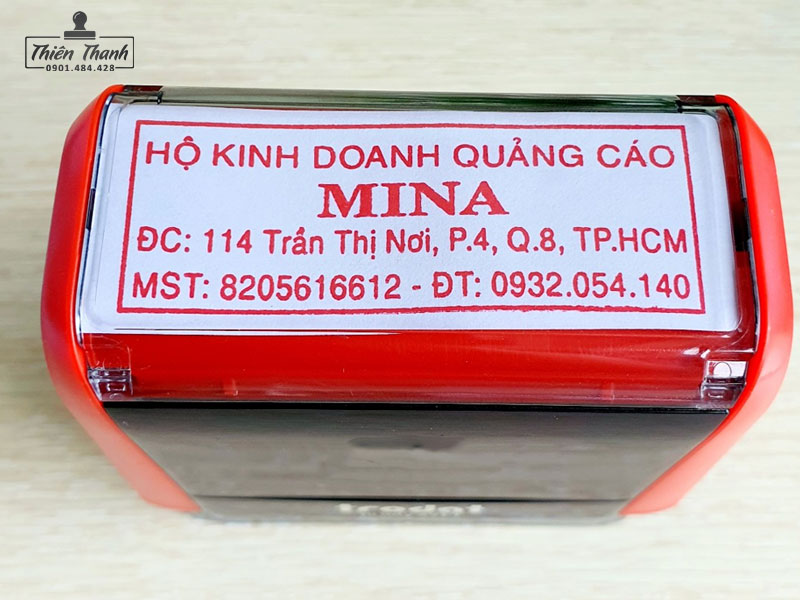 Thiên Thanh
0901.484.428
HỘ KINH DOANH QUẢNG CÁO
MINA
ĐC: 114 Trần Thị Nơi, P.4, Q.8, TP.HCM
MST: 8205616612 - ĐT: 0932.054.140
trodat